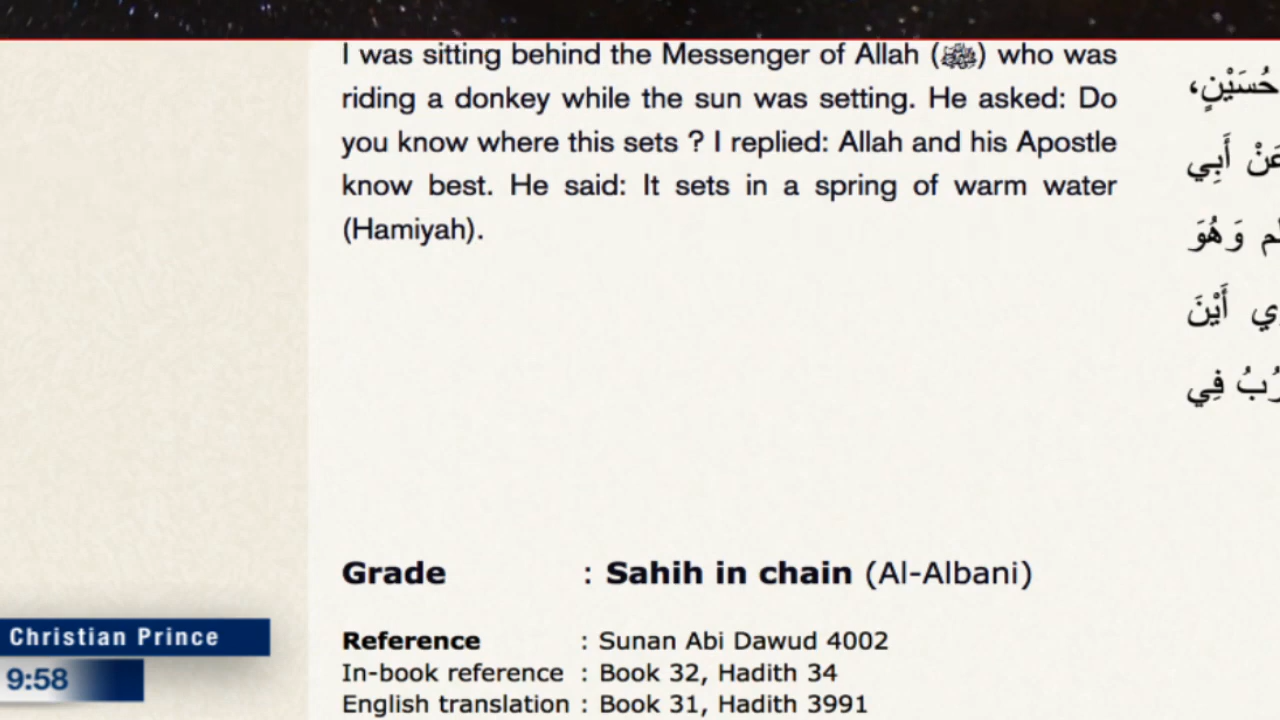 I was sitting behind the Messenger of Allah (ﷺ) who was
riding a donkey while the sun was setting. He asked: Do
you know where this sets ? I replied: Allah and his Apostle
know best. He said: It sets in a spring of warm water
(Hamiyah).
حُسَيْنٍ،
عَنْ أَبِي
وَهُوَ
أَيْنَ
فِي
Grade : Sahih in chain (Al-Albani)
Reference : Sunan Abi Dawud 4002
In-book reference : Book 32, Hadith 34
English translation : Book 31, Hadith 3991
Christian Prince
9:58